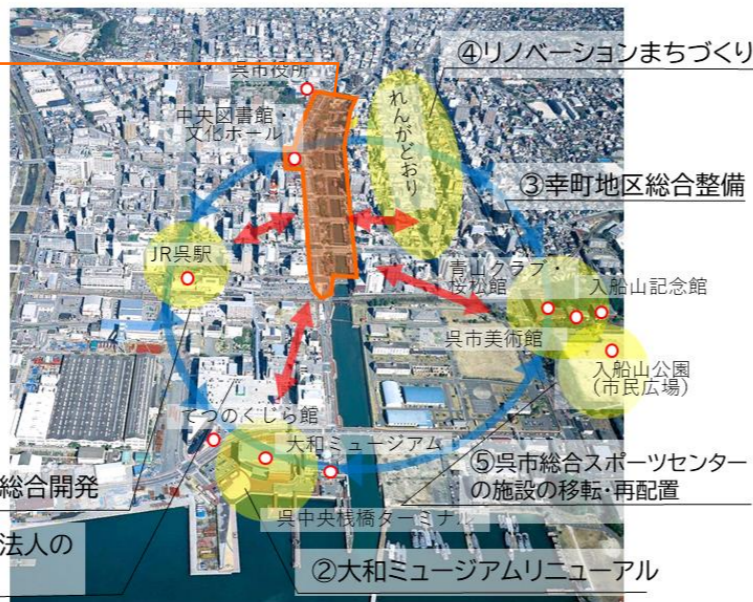 ④リノベーションまちづくり
呉市役所
れんがどおり
中央図書館・
文化ホール
③幸町地区総合整備
JR呉駅
青山クラブ・
桜松館
入船山記念館
呉市美術館
入船山公園
(市民広場)
てつのくじら館
大和ミュージアム
⑤呉市総合スポーツセンター
の施設の移転・再配置
総合開発
呉中央桟橋ターミナル
法人の
②大和ミュージアムリニューアル